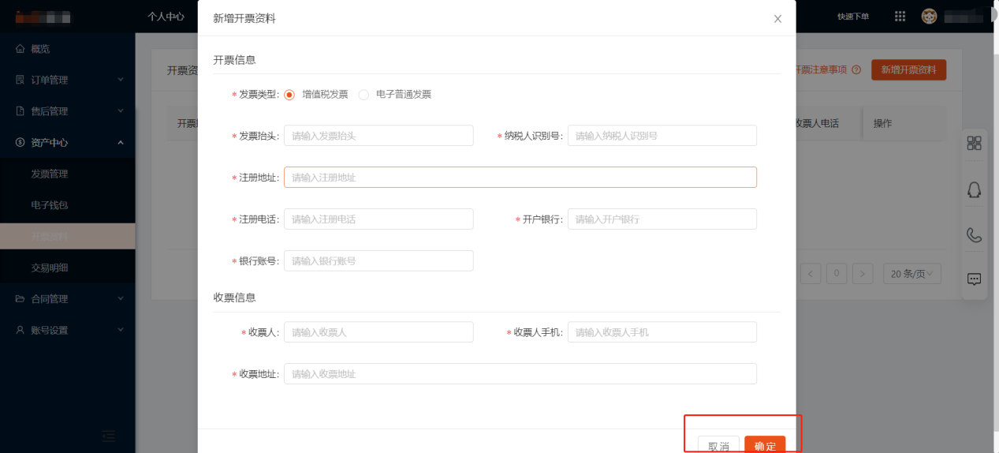 个人中心
快速下单
新增开票资料
概览
订单管理
售后管理
资产中心
发票管理
电子钱包
开票资料
交易明细
合同管理
账号设置
开票资
开票注意事项
新增开票资料
收票人电话
操作
0
20 条/页
开票信息
* 发票类型: 增值税发票 电子普通发票
* 发票抬头: 请输入发票抬头 * 纳税人识别号: 请输入纳税人识别号
* 注册地址: 请输入注册地址
* 注册电话: 请输入注册电话 * 开户银行: 请输入开户银行
* 银行账号: 请输入银行账号
收票信息
* 收票人: 请输入收票人 * 收票人手机: 请输入收票人手机
* 收票地址: 请输入收票地址
取消 确定